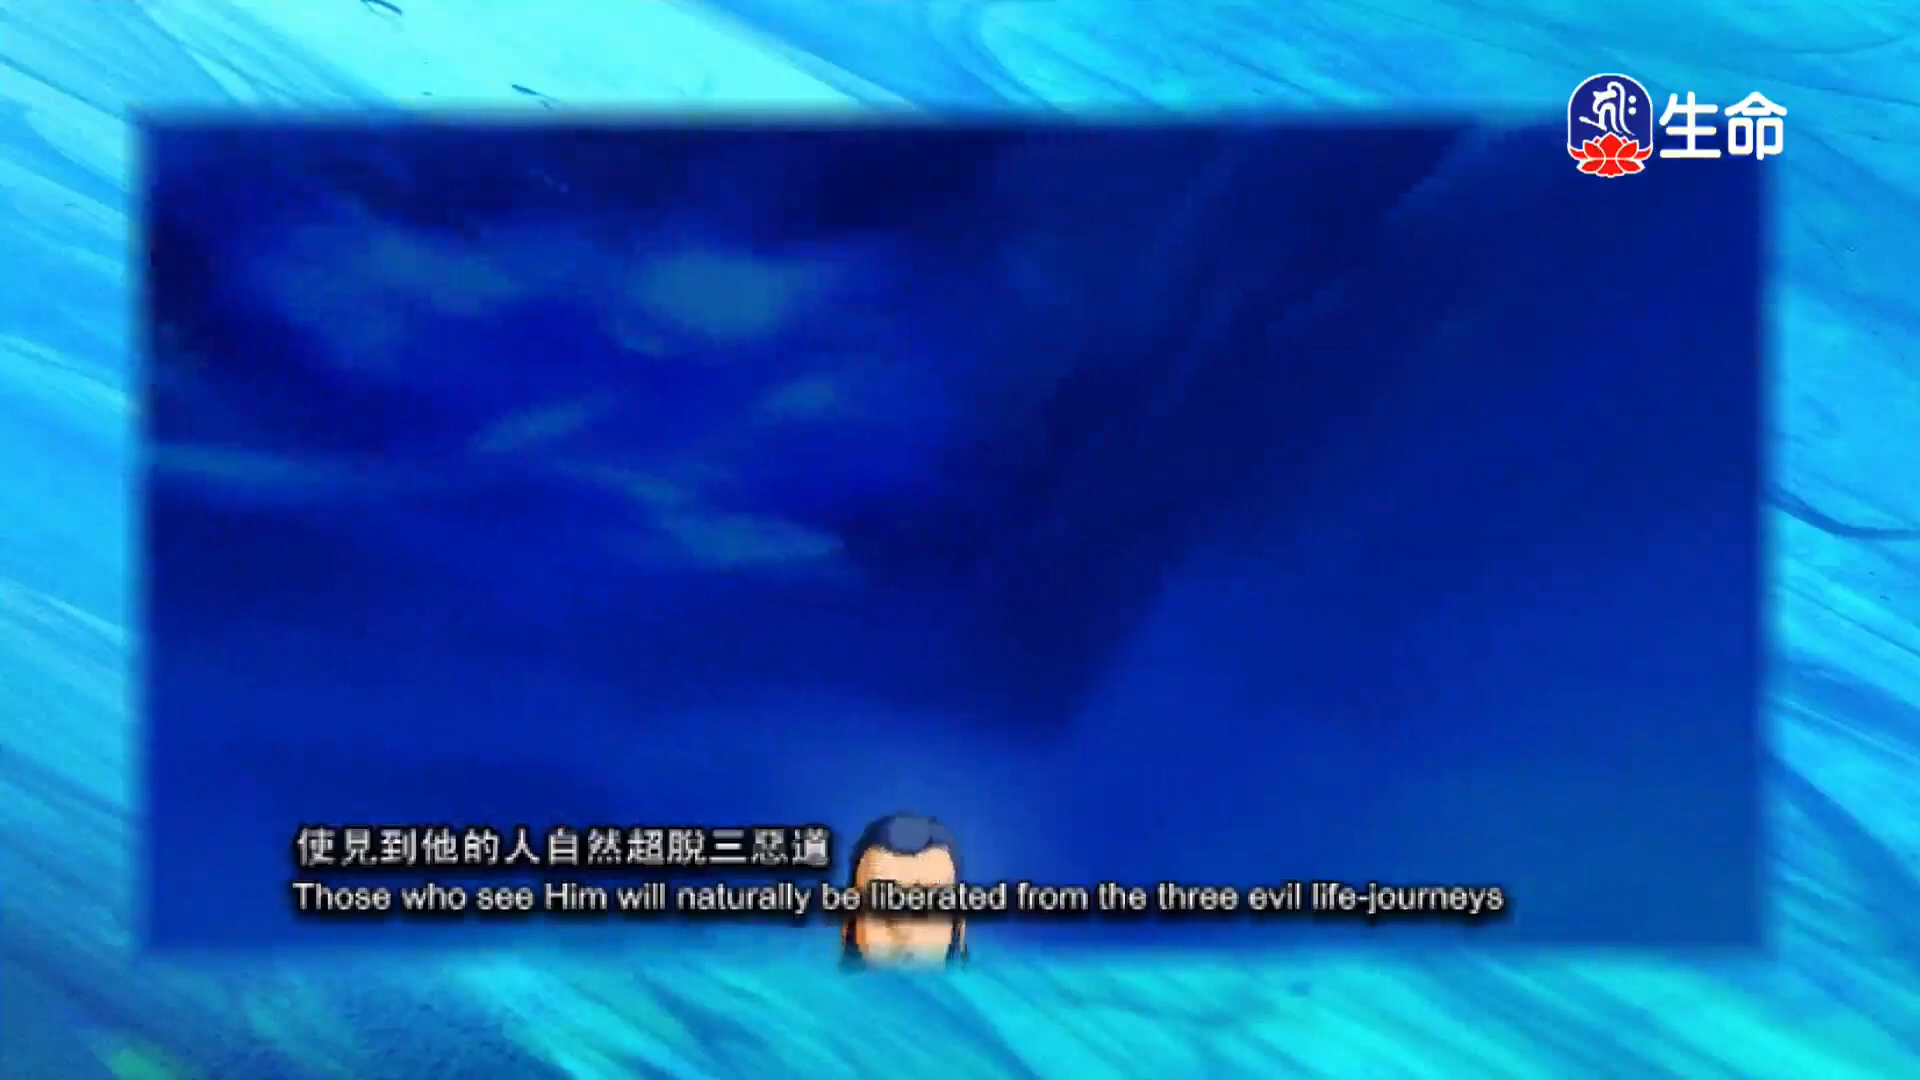 生命
使見到他的人自然超脫三惡道
Those who see Him will naturally be liberated from the three evil life-journeys